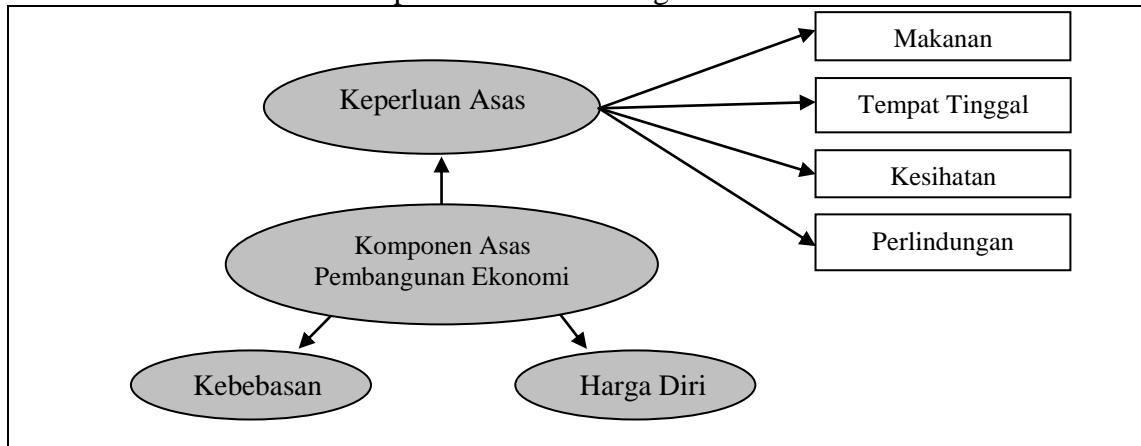 Makanan
Keperluan Asas
Tempat Tinggal
Kesihatan
Perlindungan
Komponen Asas
Pembangunan Ekonomi
Kebebasan
Harga Diri